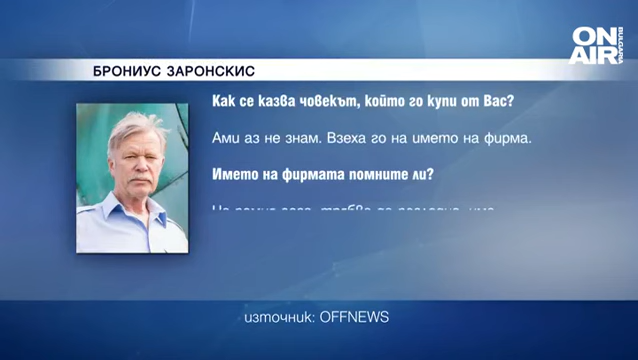 ON AIR BULGARIA
БРОНИУС ЗАРОНСКИС
Как се казва човекът, който го купи от Вас?
Ами аз не знам. Взеха го на името на фирма.
Името на фирмата помните ли?
източник: OFFNEWS